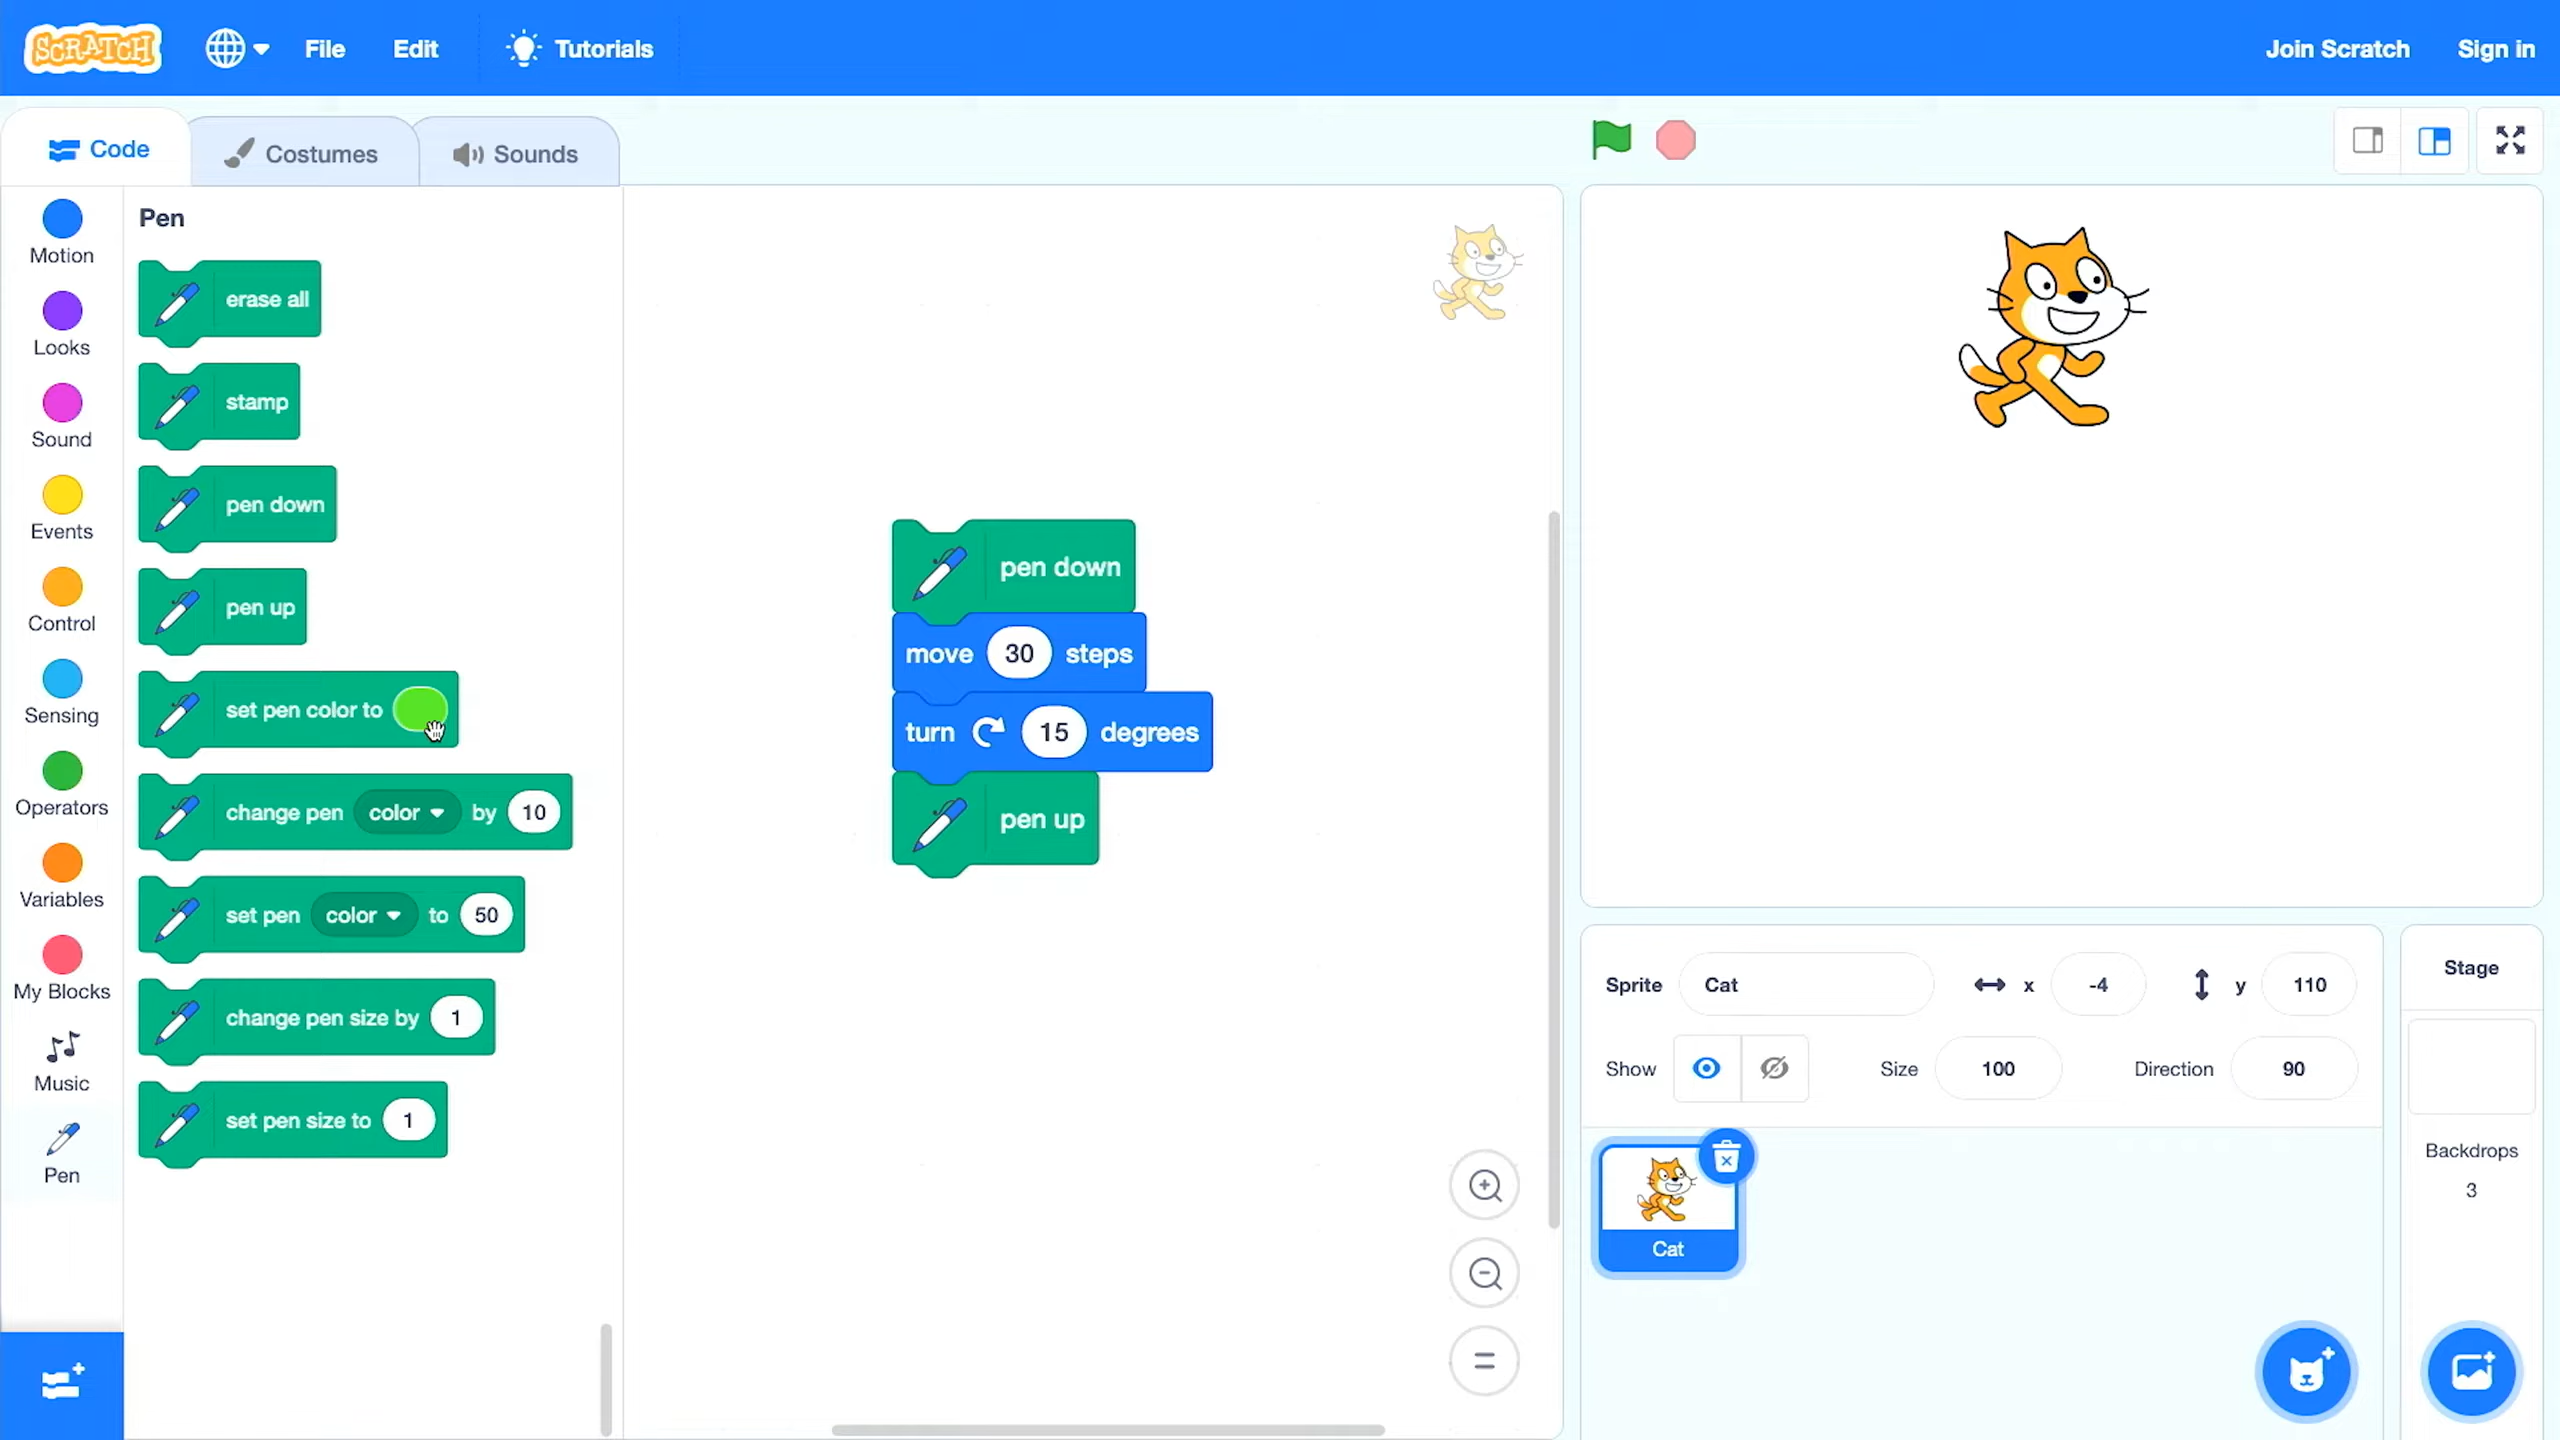 SCRATCH File Edit Tutorials Join Scratch Sign in
Code Costumes Sounds
Motion
Looks
Sound
Events
Control
Sensing
Operators
Variables
My Blocks
Music
Pen
Pen
erase all
stamp
pen down
pen up
set pen color to
change pen color by 10
set pen color to 50
change pen size by 1
set pen size to 1
pen down
move 30 steps
turn 15 degrees
pen up
Sprite Cat x -4 y 110
Show Size 100 Direction 90
Cat
Stage
Backdrops
3